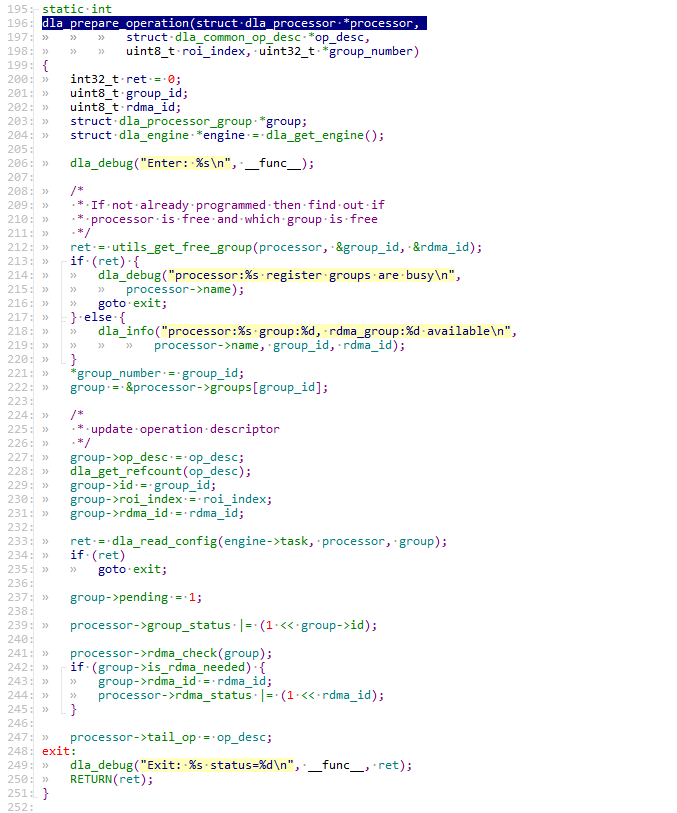 195: static int
196: dla_prepare_operation(struct dla_processor *processor,
197: » » » struct dla_common_op_desc *op_desc,
198: » » » uint8_t roi_index, uint32_t *group_number)
199: {
200: » int32_t ret = 0;
201: » uint8_t group_id;
202: » uint8_t rdma_id;
203: » struct dla_processor_group *group;
204: » struct dla_engine *engine = dla_get_engine();
205:
206: » dla_debug("Enter: %s\n", __func__);
207:
208: » /*
209: » * If not already programmed then find out if
210: » * processor is free and which group is free
211: » */
212: » ret = utils_get_free_group(processor, &group_id, &rdma_id);
213: » if (ret) {
214: » » dla_debug("processor:%s register groups are busy\n",
215: » » » processor->name);
216: » » goto exit;
217: » } else {
218: » » dla_info("processor:%s group:%d, rdma_group:%d available\n",
219: » » » » processor->name, group_id, rdma_id);
220: » }
221: » *group_number = group_id;
222: » group = &processor->groups[group_id];
223:
224: » /*
225: » * update operation descriptor
226: » */
227: » group->op_desc = op_desc;
228: » dla_get_refcount(op_desc);
229: » group->id = group_id;
230: » group->roi_index = roi_index;
231: » group->rdma_id = rdma_id;
232:
233: » ret = dla_read_config(engine->task, processor, group);
234: » if (ret)
235: » » goto exit;
236:
237: » group->pending = 1;
238:
239: » processor->group_status |= (1 << group->id);
240:
241: » processor->rdma_check(group);
242: » if (group->is_rdma_needed) {
243: » » group->rdma_id = rdma_id;
244: » » processor->rdma_status |= (1 << rdma_id);
245: » }
246:
247: » processor->tail_op = op_desc;
248: exit:
249: » dla_debug("Exit: %s status=%d\n", __func__, ret);
250: » RETURN(ret);
251: }
252: